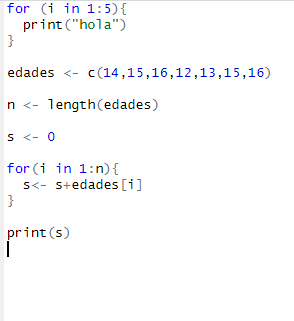 for (i in 1:5){
print("hola")
}
edades <- c(14,15,16,12,13,15,16)
n <- length(edades)
s <- 0
for(i in 1:n){
s<- s+edades[i]
}
print(s)